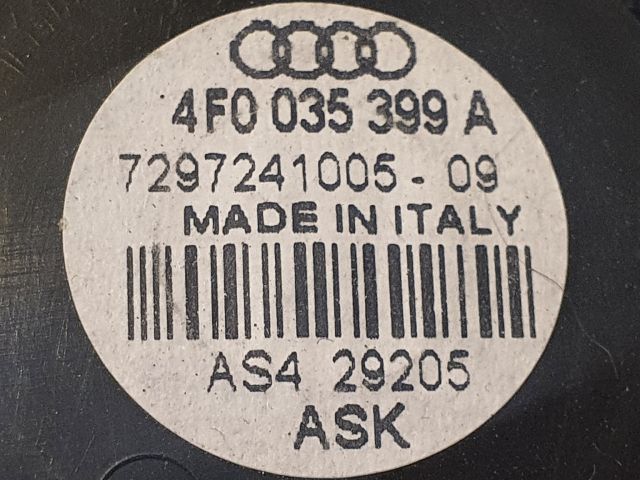 4F0 035 399 A
7297241005 - 09
MADE IN ITALY
AS4 29205
ASK